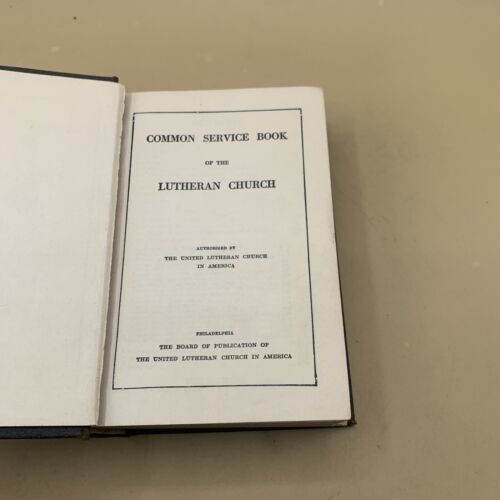 COMMON SERVICE BOOK
OF THE
LUTHERAN CHURCH
AUTHORIZED BY
THE UNITED LUTHERAN CHURCH
IN AMERICA
PHILADELPHIA
THE BOARD OF PUBLICATION OF
THE UNITED LUTHERAN CHURCH IN AMERICA